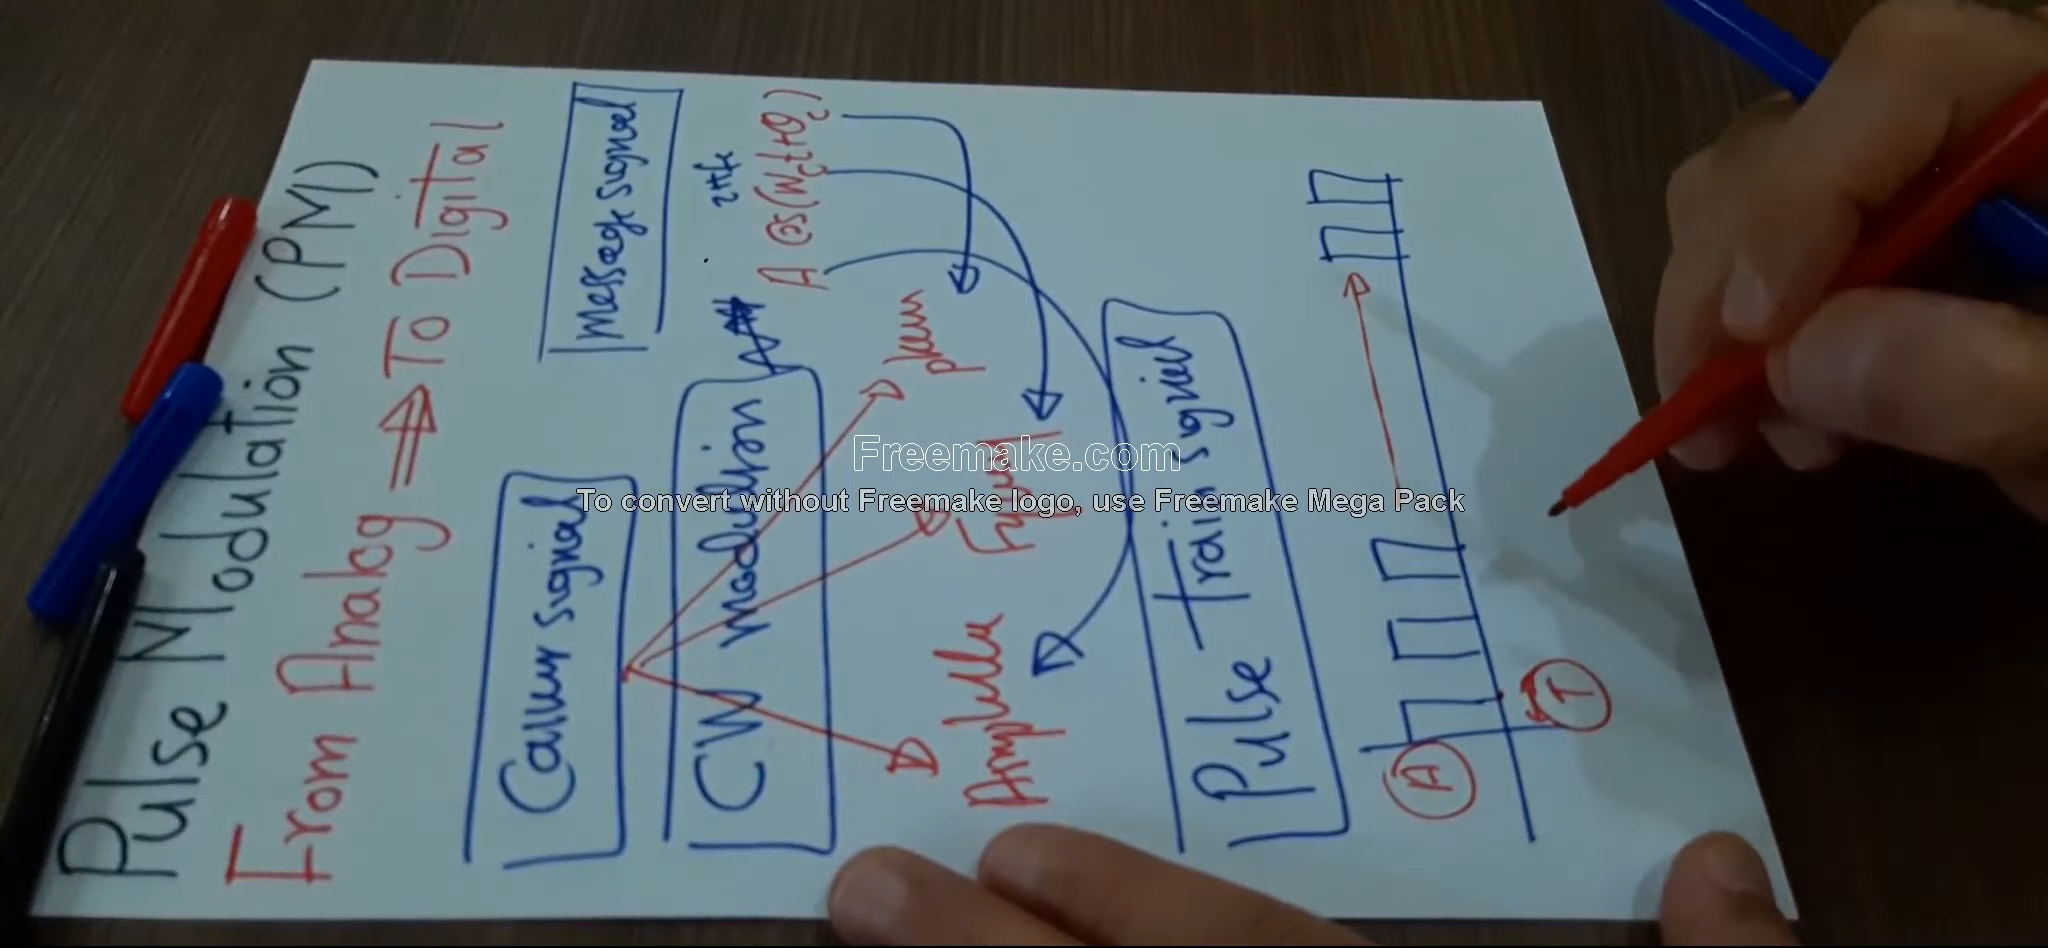 Pulse Modulation (PM)
From Analog ⇒ To Digital
Carrier signal
Message signal
CW modulation
2πfc
A cos(Wct+θc)
Pulse Train signal
A
T
Freemake.com
To convert without Freemake logo, use Freemake Mega Pack